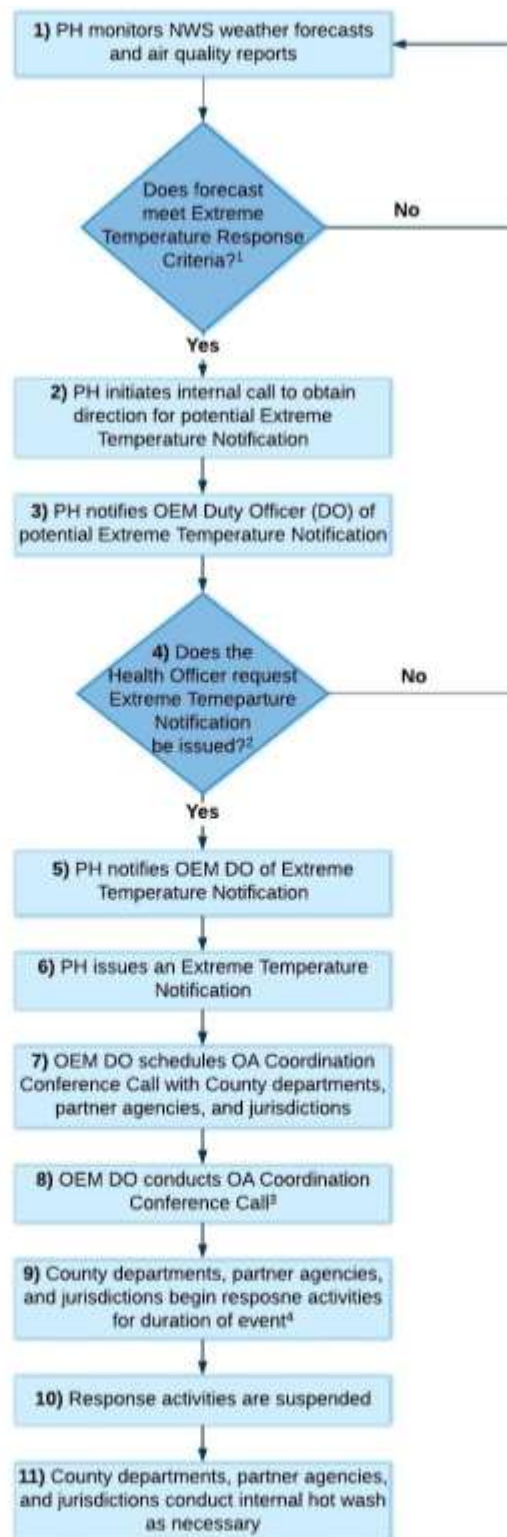 1) PH monitors NWS weather forecasts
and air quality reports
Does forecast
meet Extreme
Temperature Response
Criteria?¹
No
Yes
2) PH initiates internal call to obtain
direction for potential Extreme
Temperature Notification
3) PH notifies OEM Duty Officer (DO) of
potential Extreme Temperature Notification
4) Does the
Health Officer request
Extreme Temeparture
Notification
be issued?²
No
Yes
5) PH notifies OEM DO of Extreme
Temperature Notification
6) PH issues an Extreme Temperature
Notification
7) OEM DO schedules OA Coordination
Conference Call with County departments,
partner agencies, and jurisdictions
8) OEM DO conducts OA Coordination
Conference Call³
9) County departments, partner agencies,
and jurisdictions begin resposne activities
for duration of event⁴
10) Response activities are suspended
11) County departments, partner agencies,
and jurisdictions conduct internal hot wash
as necessary